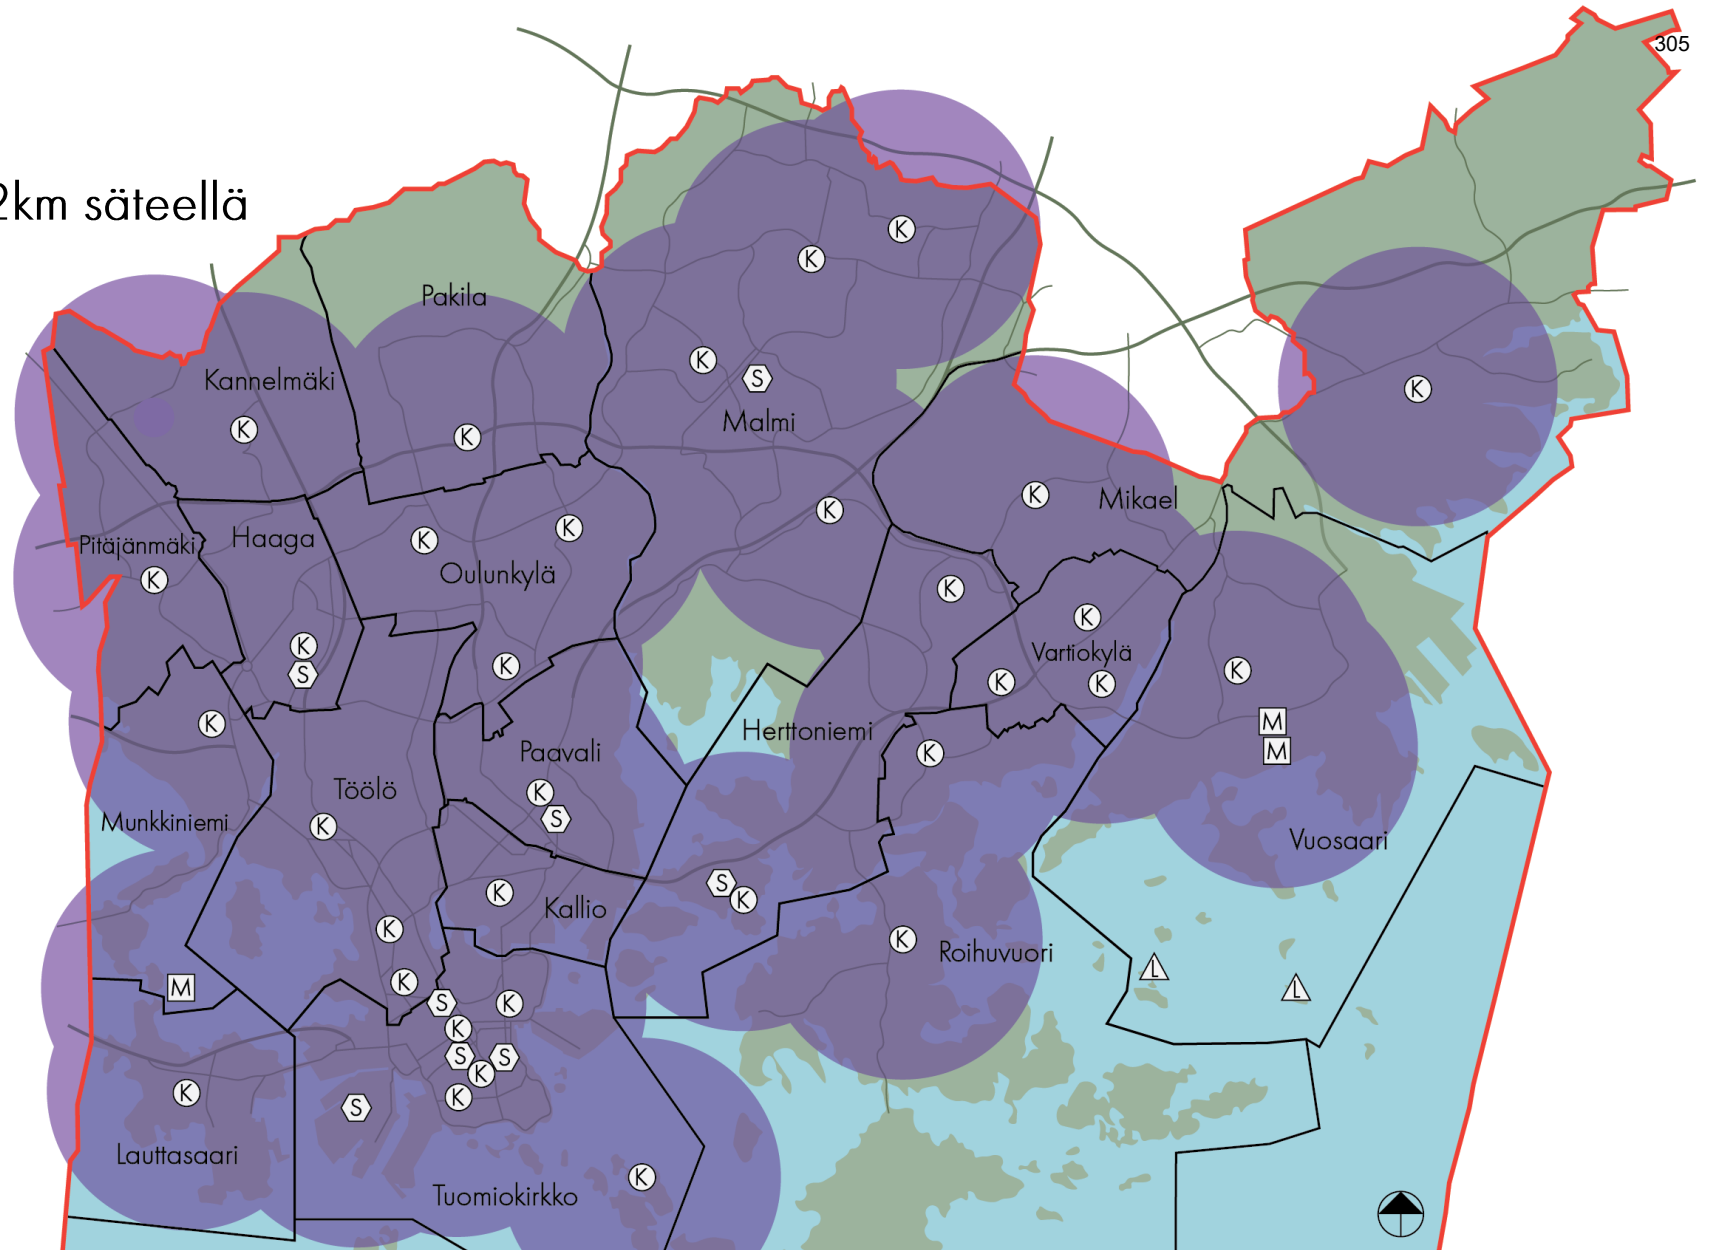 305
2km säteellä
K
K
Pakila
Kannelmäki
K
S
K
Malmi
K
K
K
Mikael
K
K
Pitäjänmäki
Haaga
K
K
Oulunkylä
K
K
K
Vartiokylä
K
S
K
K
K
K
K
Herttoniemi
M
Paavali
K
M
Töölö
K
Munkkiniemi
K
S
Vuosaari
S
K
K
Kallio
K
K
Roihuvuori
L
K
M
L
S
K
K
S
S
K
K
K
S
Lauttasaari
K
Tuomiokirkko